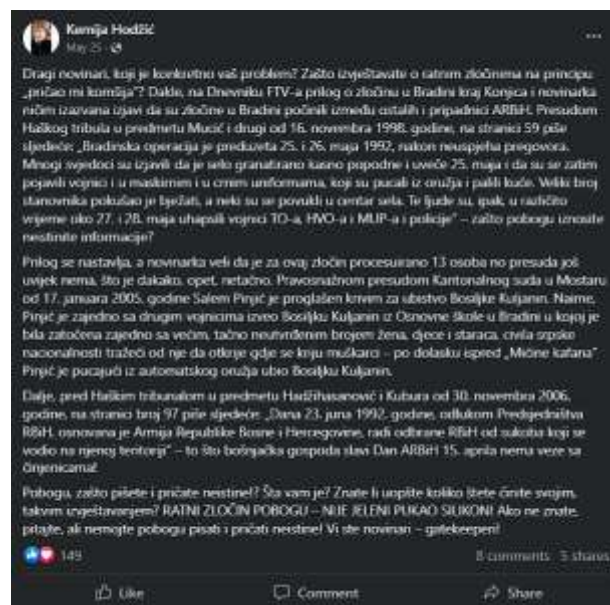 Kemija Hodžić
May 25 ·
Dragi novinari, koji je konkretno vaš problem? Zašto izvještavate o ratnim zločinima na principu
„pričao mi komšija“? Dakle, na Dnevniku FTV-a prilog o zločinu u Bradini kraj Konjica i novinarka
ničim izazvana izjavi da su zločine u Bradini počinili između ostalih i pripadnici ARBiH. Presudom
Haškog tribula u predmetu Mucić i drugi od 16. novembra 1998. godine, na stranici 59 piše
sljedeće: „Bradinska operacija je preduzeta 25. i 26. maja 1992, nakon neuspjeha pregovora.
Mnogi svjedoci su izjavili da je selo granatirano kasno popodne i uveče 25. maja i da su se zatim
pojavili vojnici i u maskirnim i u crnim uniformama, koji su pucali iz oružja i palili kuće. Veliki broj
stanovnika pokušao je bježati, a neki su se povukli u centar sela. Te ljude su, ipak, u različito
vrijeme oko 27. i 28. maja uhapsili vojnici TO-a, HVO-a i MUP-a i policije“ – zašto pobogu iznosite
neistinite informacije?
Prilog se nastavlja, a novinarka veli da je za ovaj zločin procesuirano 13 osoba no presuda još
uvijek nema, što je dakako, opet, netačno. Pravosnažnom presudom Kantonalnog suda u Mostaru
od 17. januara 2005. godine Salem Pinjić je proglašen krivim za ubistvo Bosiljke Kuljanin. Naime,
Pinjić je zajedno sa drugim vojnicima izveo Bosiljku Kuljanin iz Osnovne škole u Bradini u kojoj je
bila zatočena zajedno sa većim, tačno neutvrđenim brojem žena, djece i staraca, civila srpske
nacionalnosti tražeći od nje da otkrije gdje se kriju muškarci – po dolasku ispred „Mićine kafana“
Pinjić je pucajući iz automatskog oružja ubio Bosiljku Kuljanin.
Dalje, pred Haškim tribunalom u predmetu Hadžihasanović i Kubura od 30. novembra 2006.
godine, na stranici broj 97 piše sljedeće: „Dana 23. juna 1992. godine, odlukom Predsjedništva
RBiH, osnovana je Armija Republike Bosne i Hercegovine, radi odbrane RBiH od sukoba koji se
vodio na njenoj teritoriji“ – to što bošnjačka gospoda slavi Dan ARBiH 15. aprila nema veze sa
činjenicama!
Pobogu, zašto pišete i pričate neistine!? Šta vam je? Znate li uopšte koliko štete činite svojim,
takvim izvještavanjem? RATNI ZLOČIN POBOGU – NIJE JELENI PUKAO SILIKON! Ako ne znate,
pitajte, ali nemojte pobogu pisati i pričati neistine! Vi ste novinari – gatekeeperi!
149
8 comments 5 shares
Like Comment Share